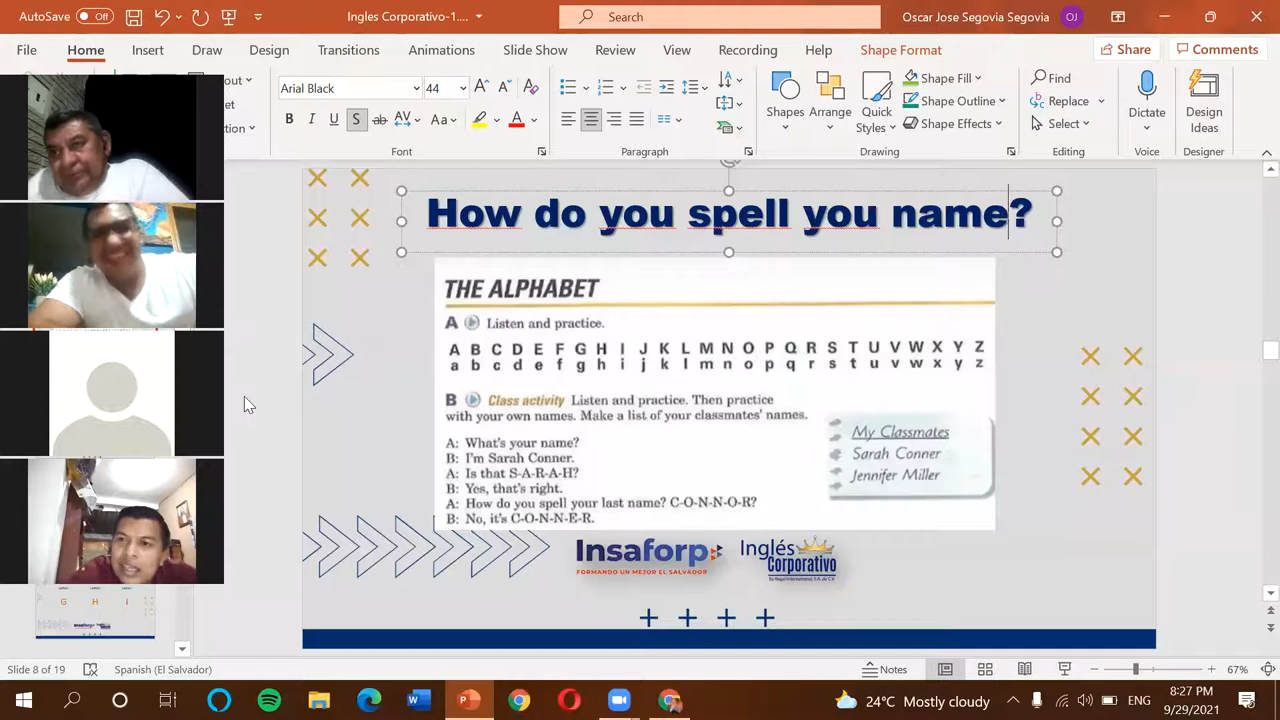 AutoSave Off Ingles Corporativo-1.... Search Oscar Jose Segovia Segovia OJ
File Home Insert Draw Design Transitions Animations Slide Show Review Recording View Help Shape Format Share Comments
Arial Black 44
Shapes Arrange Quick Styles
Shape Fill
Shape Outline
Shape Effects
Find
Replace
Select
Dictate
Design Ideas
Font Paragraph Drawing Editing Voice Designer
How do you spell you name?
THE ALPHABET
A Listen and practice.
A B C D E F G H I J K L M N O P Q R S T U V W X Y Z
a b c d e f g h i j k l m n o p q r s t u v w x y z
B Class activity Listen and practice. Then practice
with your own names. Make a list of your classmates' names.
A: What's your name?
B: I'm Sarah Conner.
A: Is that S-A-R-A-H?
B: Yes, that's right.
A: How do you spell your last name? C-O-N-N-O-R?
B: No, it's C-O-N-N-E-R.
My Classmates
Sarah Conner
Jennifer Miller
Insaforp
FORMANDO UN MEJOR EL SALVADOR
Inglés
Corporativo
G H I
Slide 8 of 19 Spanish (El Salvador) Notes 67%
24°C Mostly cloudy ENG 8:27 PM
9/29/2021